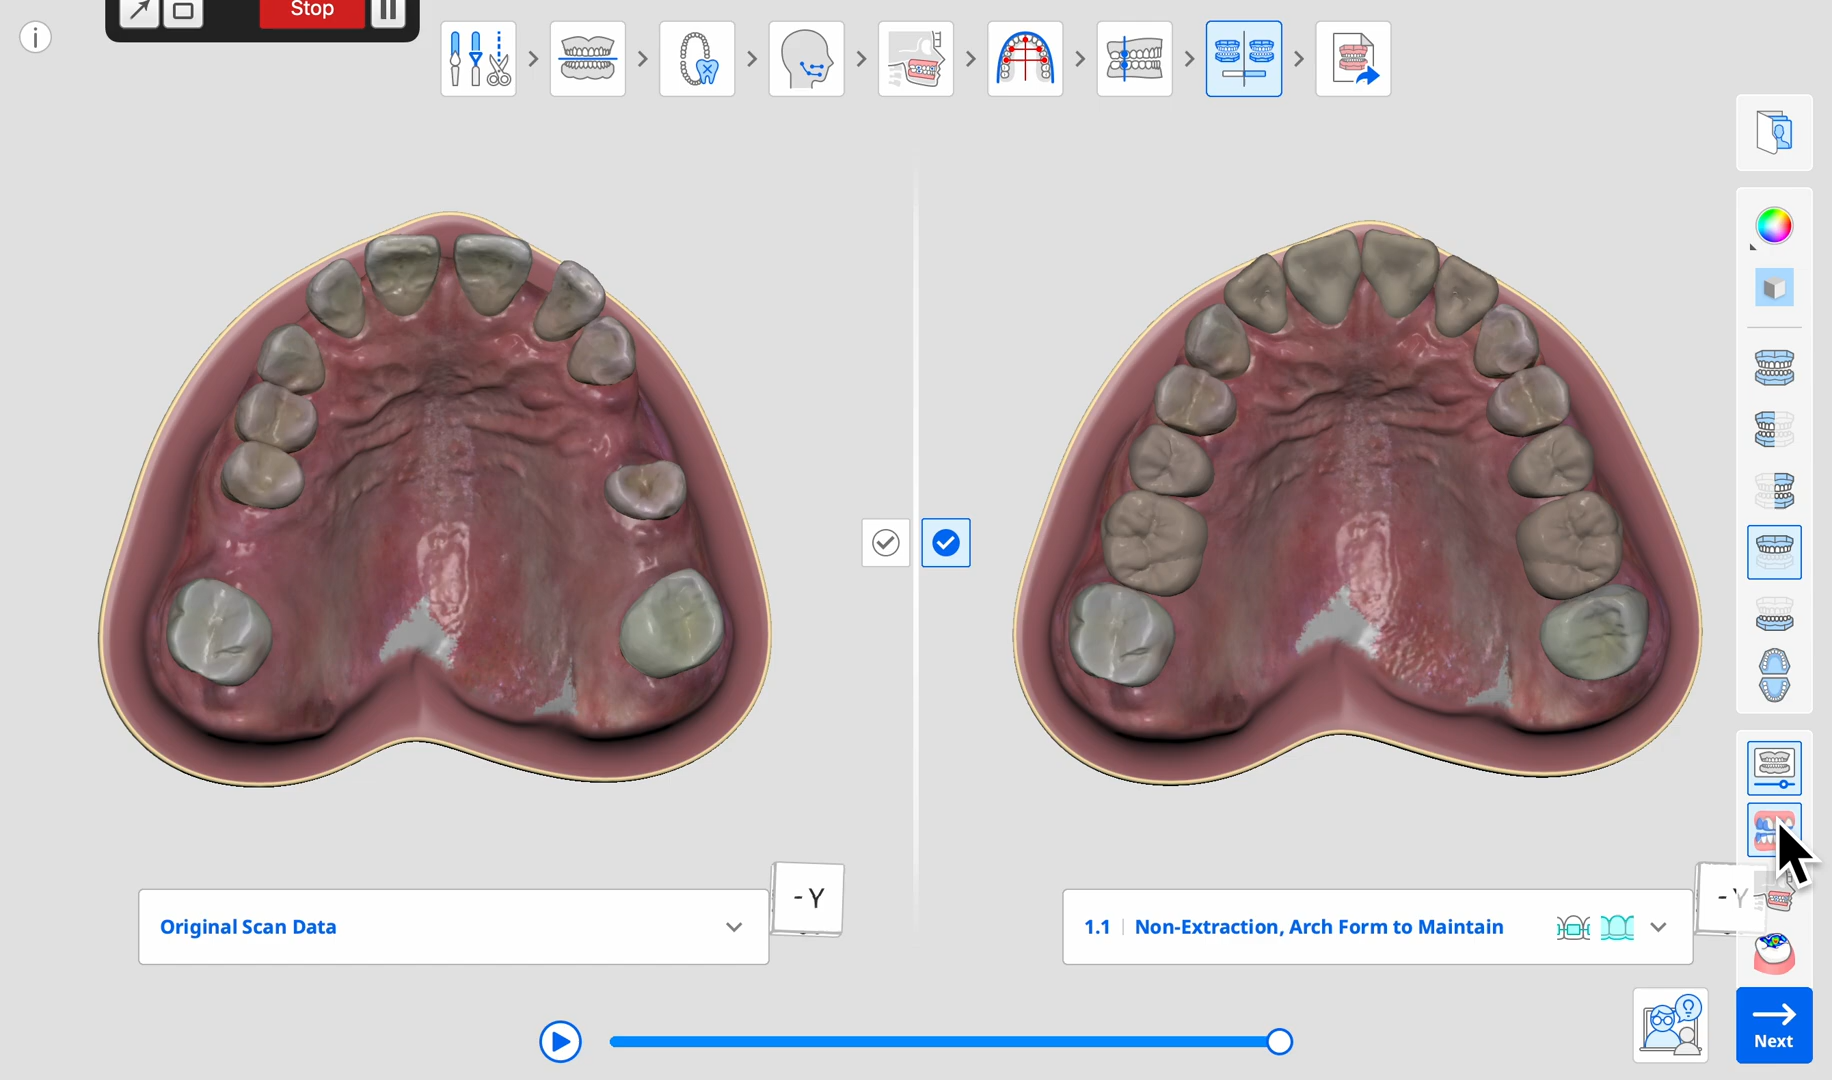 Stop
- Y
- Y
Original Scan Data
1.1 Non-Extraction, Arch Form to Maintain
Next